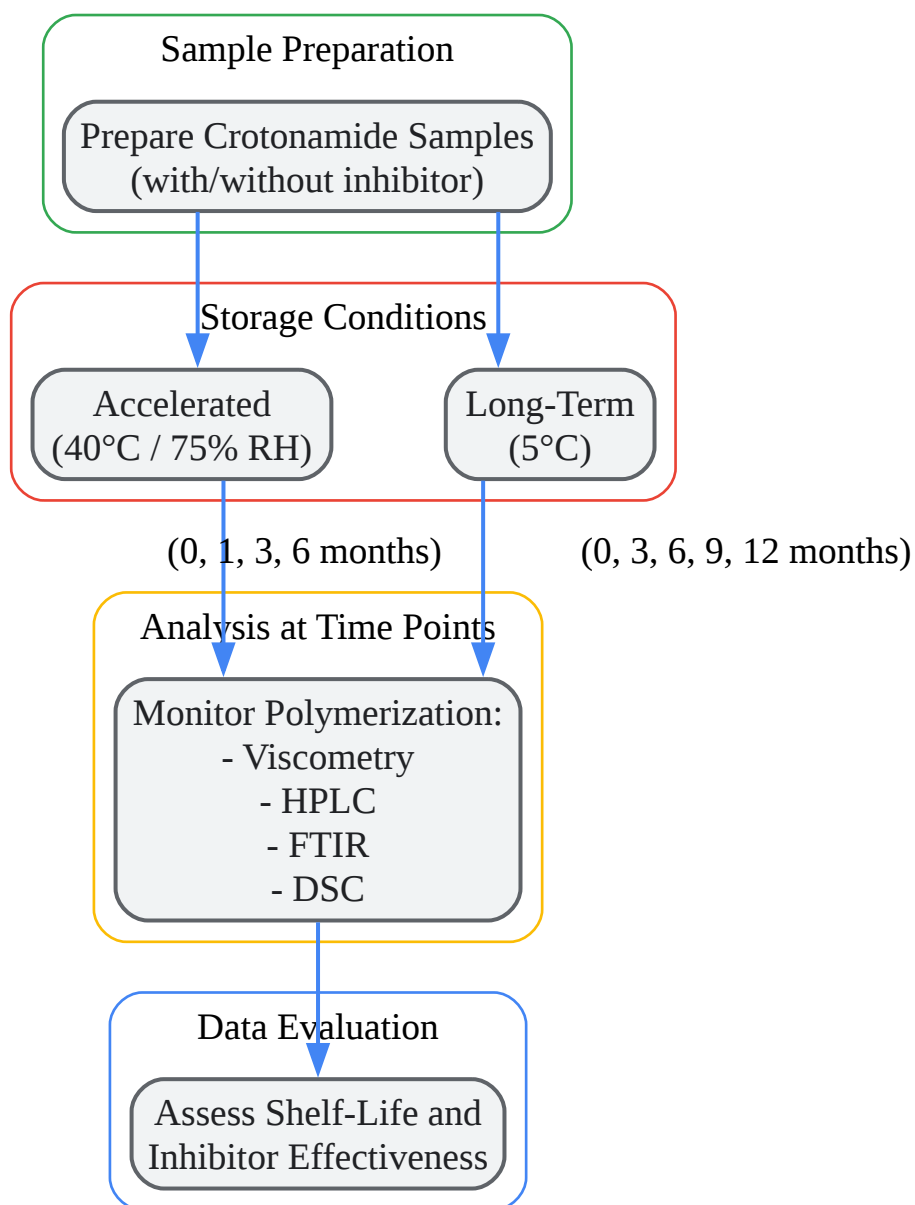 Sample Preparation
Prepare Crotonamide Samples
(with/without inhibitor)
Storage Conditions
Accelerated
(40°C / 75% RH)
Long-Term
(5°C)
(0, 1, 3, 6 months)
(0, 3, 6, 9, 12 months)
Analysis at Time Points
Monitor Polymerization:
- Viscometry
- HPLC
- FTIR
- DSC
Data Evaluation
Assess Shelf-Life and
Inhibitor Effectiveness